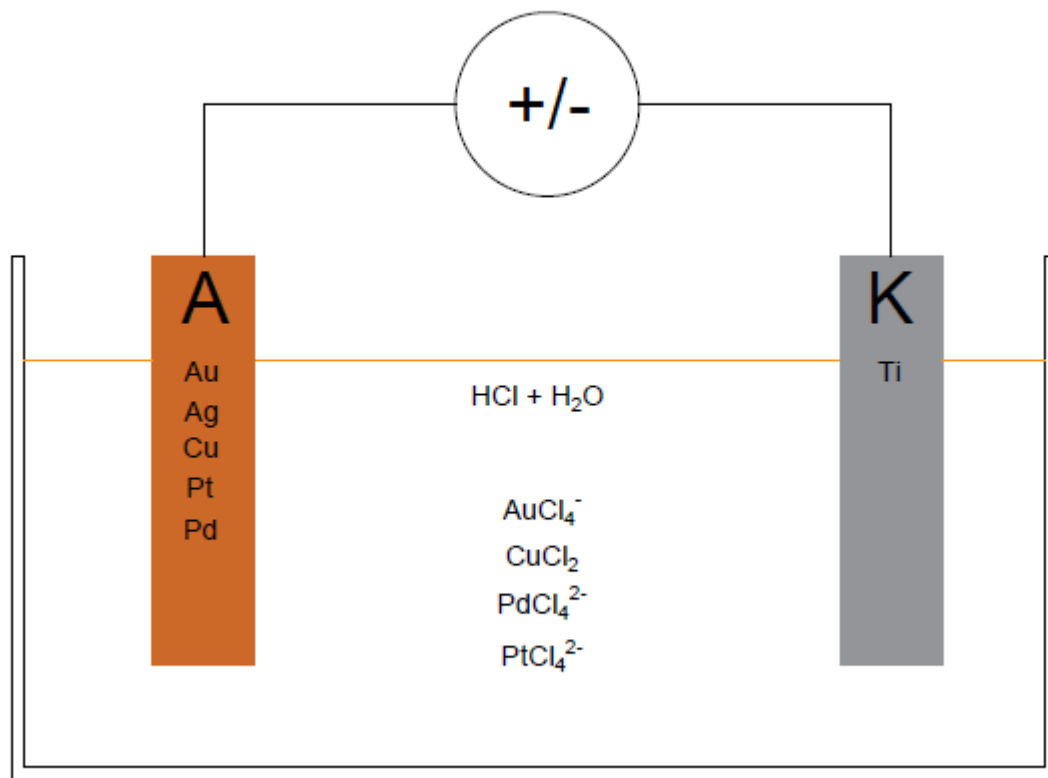 +/-
A
K
Au
Ti
Ag
HCl + H₂O
Cu
Pt
AuCl₄⁻
Pd
CuCl₂
PdCl₄²⁻
PtCl₄²⁻